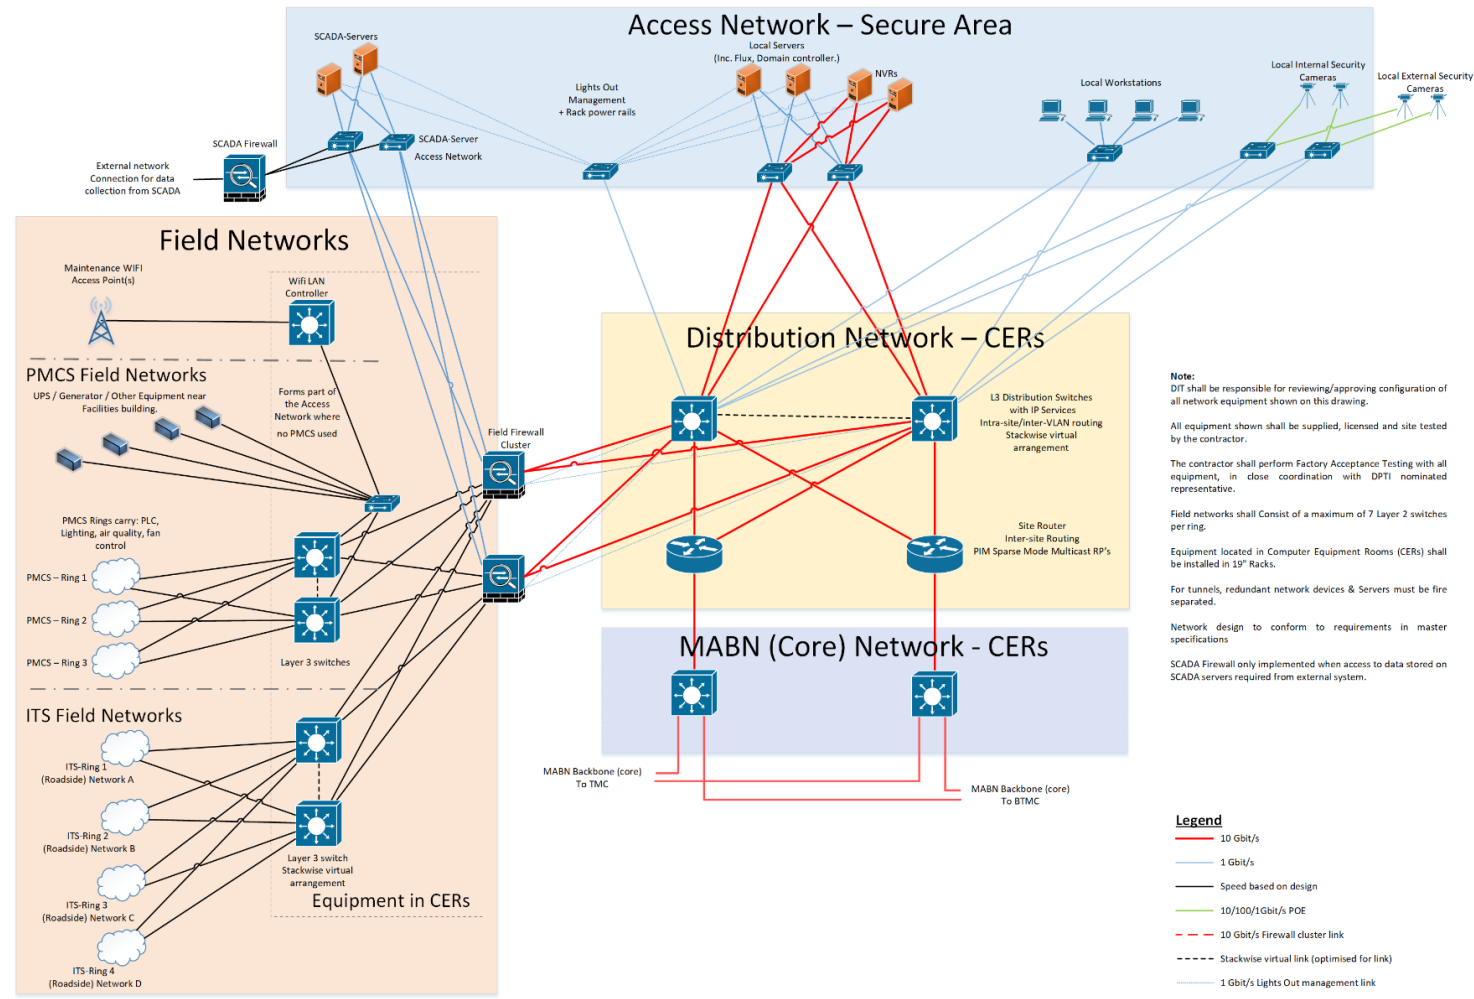 Access Network – Secure Area
SCADA-Servers
Local Servers
(Inc. Flux, Domain controller.)
NVRs
Lights Out
Management
+ Rack power rails
Local Workstations
Local Internal Security
Cameras
Local External Security
Cameras
SCADA-Server
Access Network
SCADA Firewall
External network
Connection for data
collection from SCADA
Field Networks
Maintenance WIFI
Access Point(s)
Wifi LAN
Controller
PMCS Field Networks
UPS / Generator / Other Equipment near
Facilities building.
Forms part of
the Access
Network where
no PMCS used
PMCS Rings carry: PLC,
Lighting, air quality, fan
control
PMCS – Ring 1
PMCS – Ring 2
PMCS – Ring 3
Layer 3 switches
ITS Field Networks
ITS-Ring 1
(Roadside) Network A
ITS-Ring 2
(Roadside) Network B
ITS-Ring 3
(Roadside) Network C
ITS-Ring 4
(Roadside) Network D
Layer 3 switch
Stackwise virtual
arrangement
Equipment in CERs
Field Firewall
Cluster
Distribution Network – CERs
L3 Distribution Switches
with IP Services
Intra-site/inter-VLAN routing
Stackwise virtual
arrangement
Site Router
Inter-site Routing
PIM Sparse Mode Multicast RP's
MABN (Core) Network - CERs
MABN Backbone (core)
To TMC
MABN Backbone (core)
To BTMC
Note:
DIT shall be responsible for reviewing/approving configuration of
all network equipment shown on this drawing.
All equipment shown shall be supplied, licensed and site tested
by the contractor.
The contractor shall perform Factory Acceptance Testing with all
equipment, in close coordination with DPTI nominated
representative.
Field networks shall Consist of a maximum of 7 Layer 2 switches
per ring.
Equipment located in Computer Equipment Rooms (CERs) shall
be installed in 19" Racks.
For tunnels, redundant network devices & Servers must be fire
separated.
Network design to conform to requirements in master
specifications
SCADA Firewall only implemented when access to data stored on
SCADA servers required from external system.
Legend
10 Gbit/s
1 Gbit/s
Speed based on design
10/100/1Gbit/s POE
10 Gbit/s Firewall cluster link
Stackwise virtual link (optimised for link)
1 Gbit/s Lights Out management link